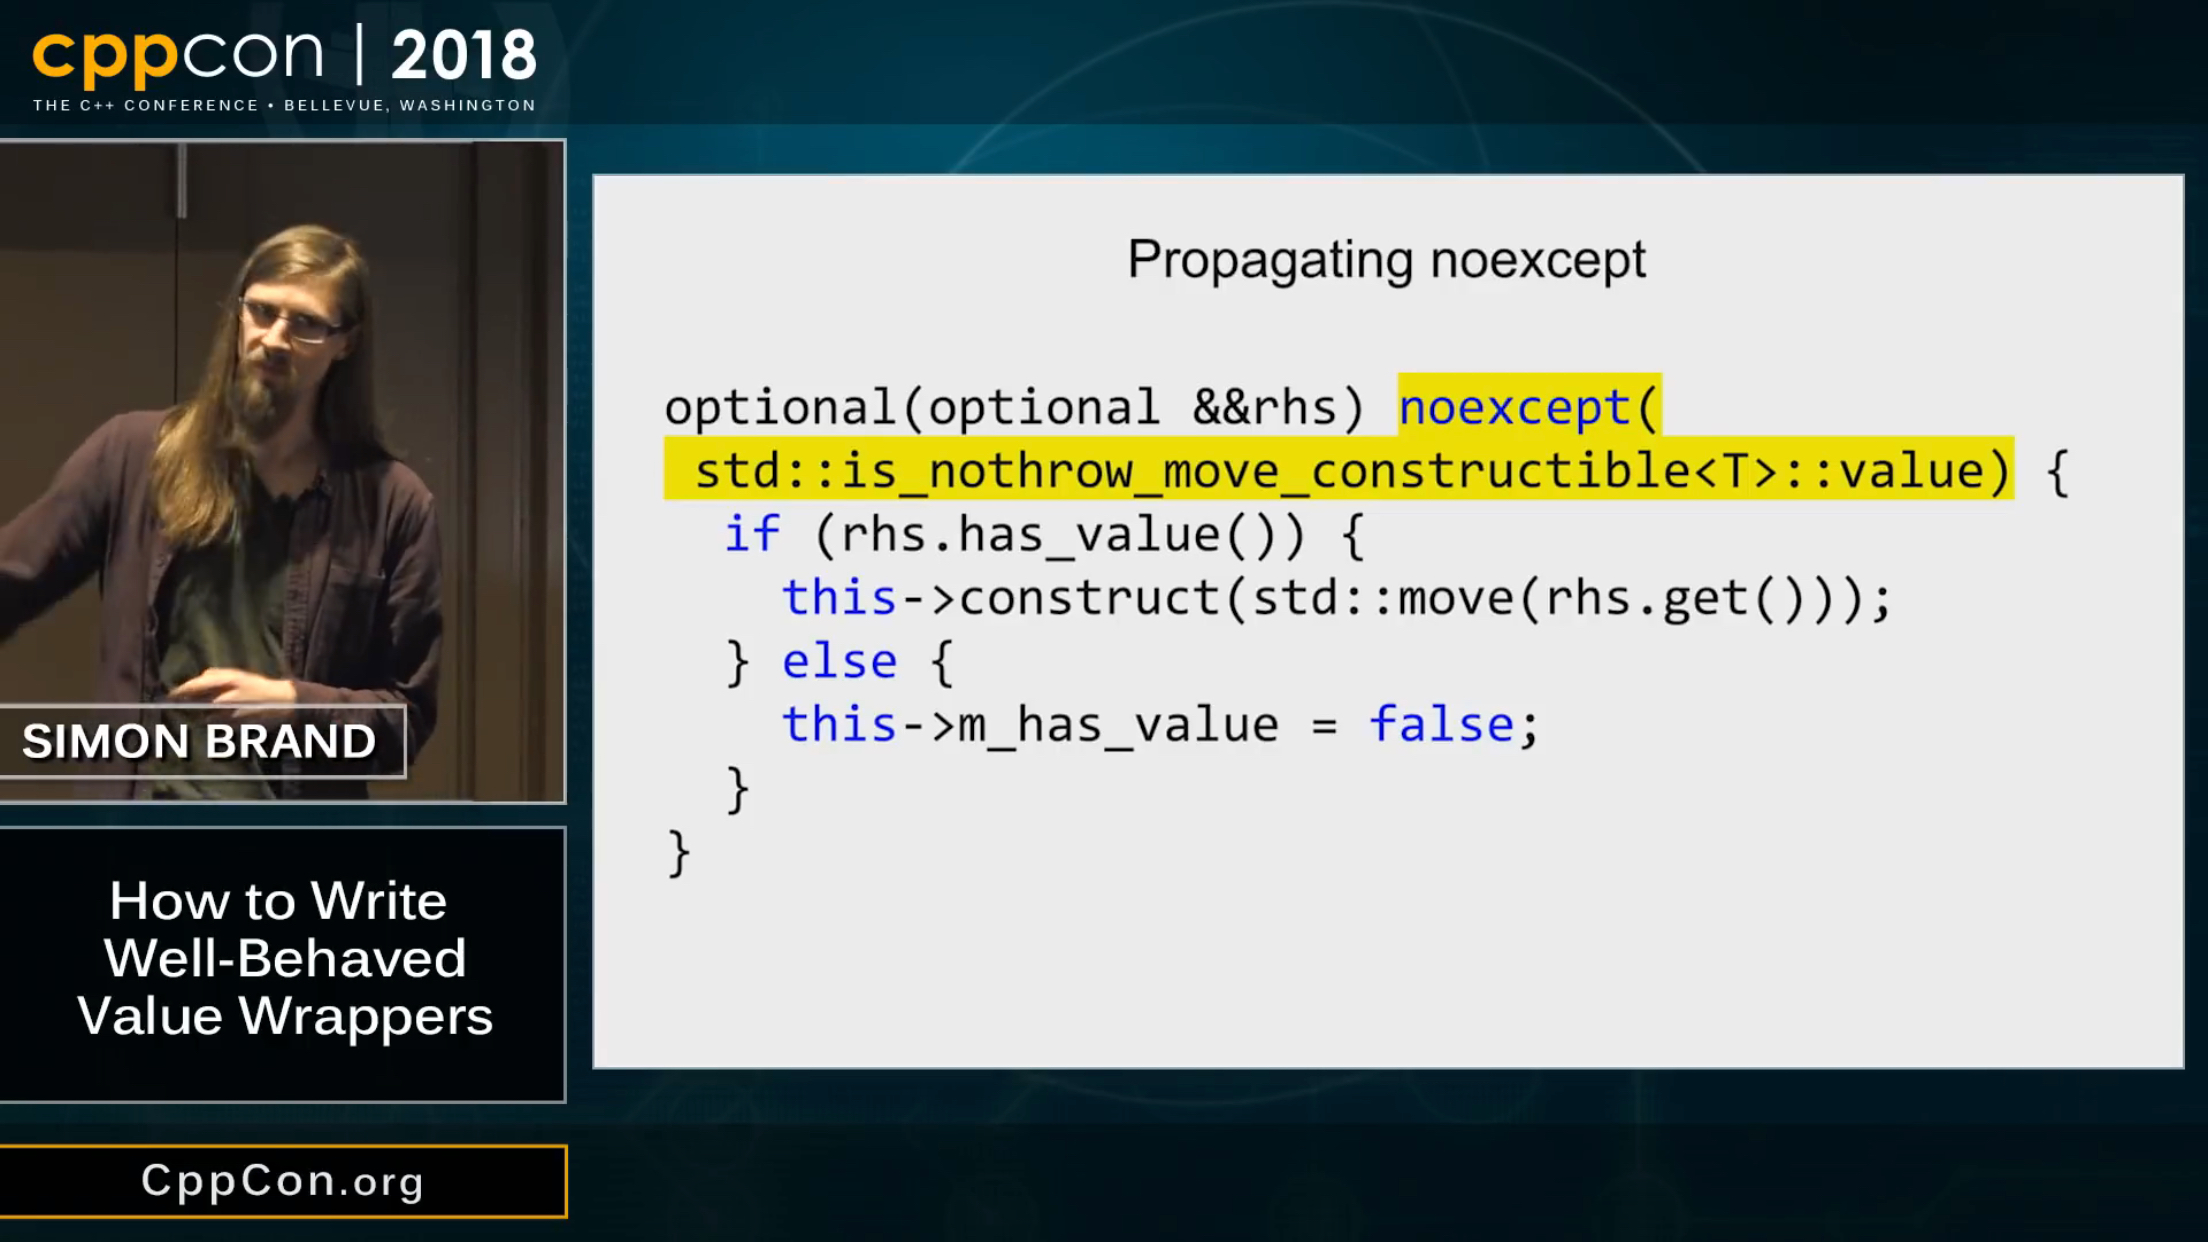 cppcon | 2018
THE C++ CONFERENCE • BELLEVUE, WASHINGTON
SIMON BRAND
How to Write
Well-Behaved
Value Wrappers
CppCon.org
Propagating noexcept
optional(optional &&rhs) noexcept(
 std::is_nothrow_move_constructible<T>::value) {
  if (rhs.has_value()) {
    this->construct(std::move(rhs.get()));
  } else {
    this->m_has_value = false;
  }
}